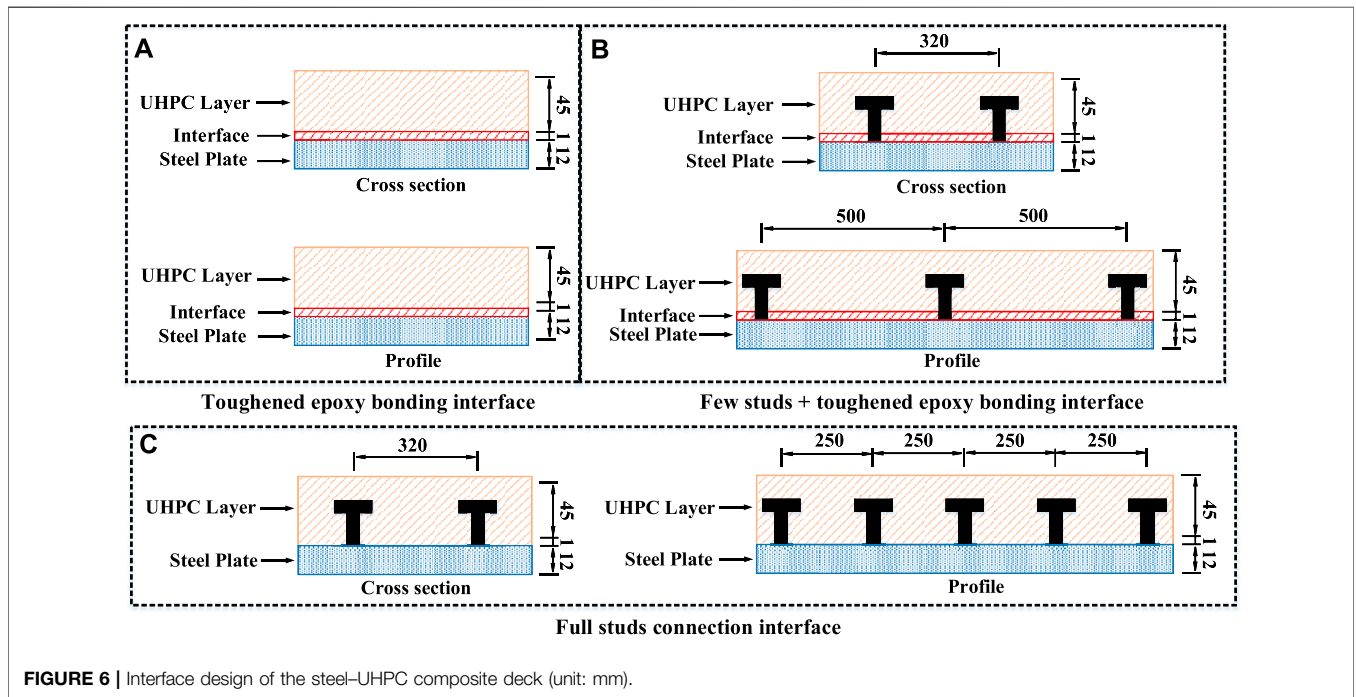 A
UHPC Layer
Interface
Steel Plate
45
1
12
Cross section
UHPC Layer
Interface
Steel Plate
45
1
12
Profile
Toughened epoxy bonding interface
B
320
UHPC Layer
Interface
Steel Plate
45
1
12
Cross section
500 500
UHPC Layer
Interface
Steel Plate
45
1
12
Profile
Few studs + toughened epoxy bonding interface
C
320
UHPC Layer
Steel Plate
45
1
12
Cross section
250 250 250 250
UHPC Layer
Steel Plate
45
1
12
Profile
Full studs connection interface
FIGURE 6 | Interface design of the steel–UHPC composite deck (unit: mm).